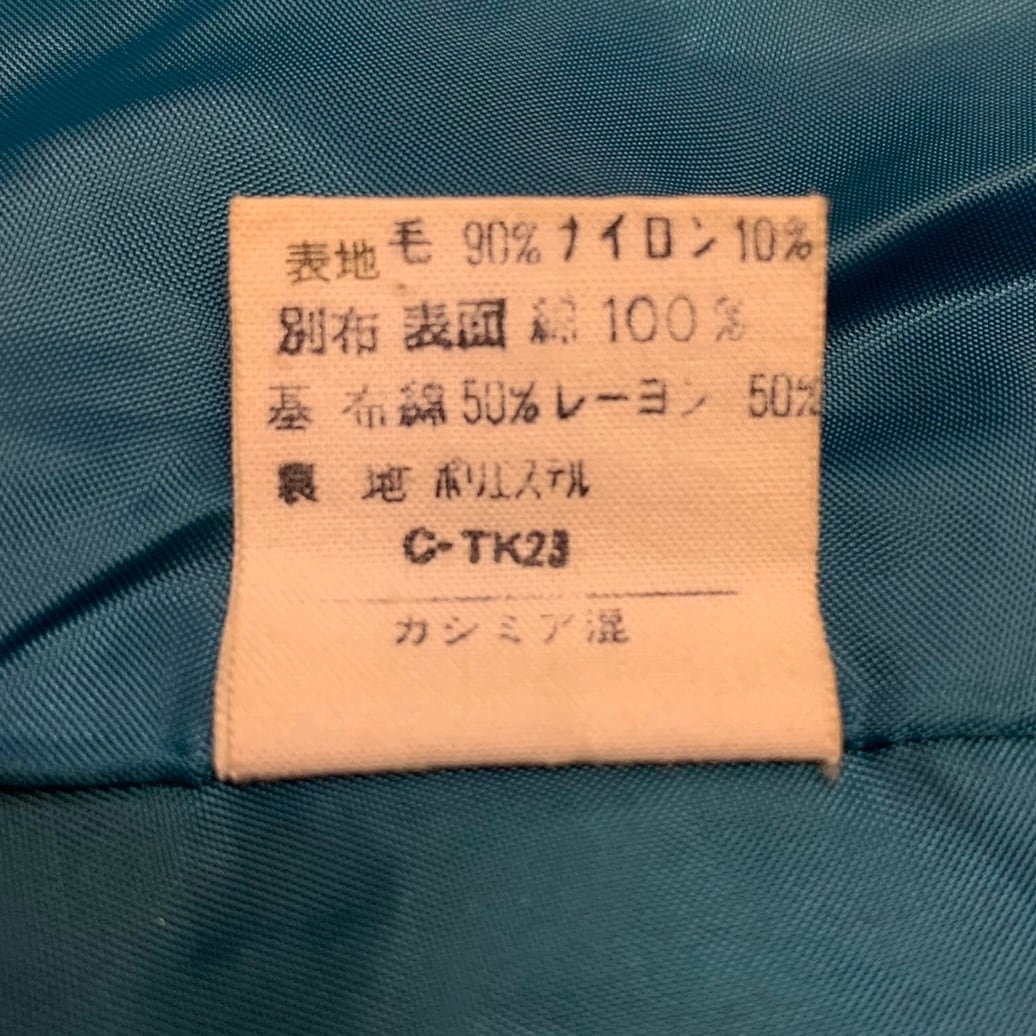 表地 毛 90% ナイロン 10%
別布 表面 綿 100%
基 布 綿 50% レーヨン 50%
裏 地 ポリエステル
C-TK23
カシミア混